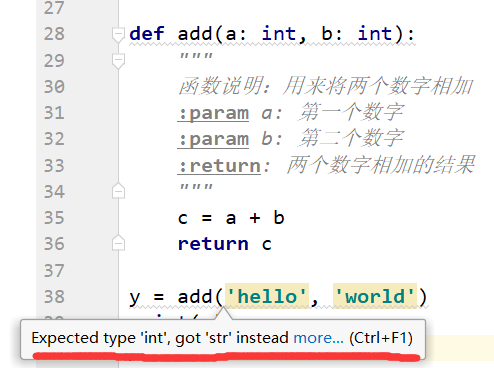 27
28 def add(a: int, b: int):
29 """
30 函数说明：用来将两个数字相加
31 :param a: 第一个数字
32 :param b: 第二个数字
33 :return: 两个数字相加的结果
34 """
35 c = a + b
36 return c
37
38 y = add('hello', 'world')
Expected type 'int', got 'str' instead more... (Ctrl+F1)